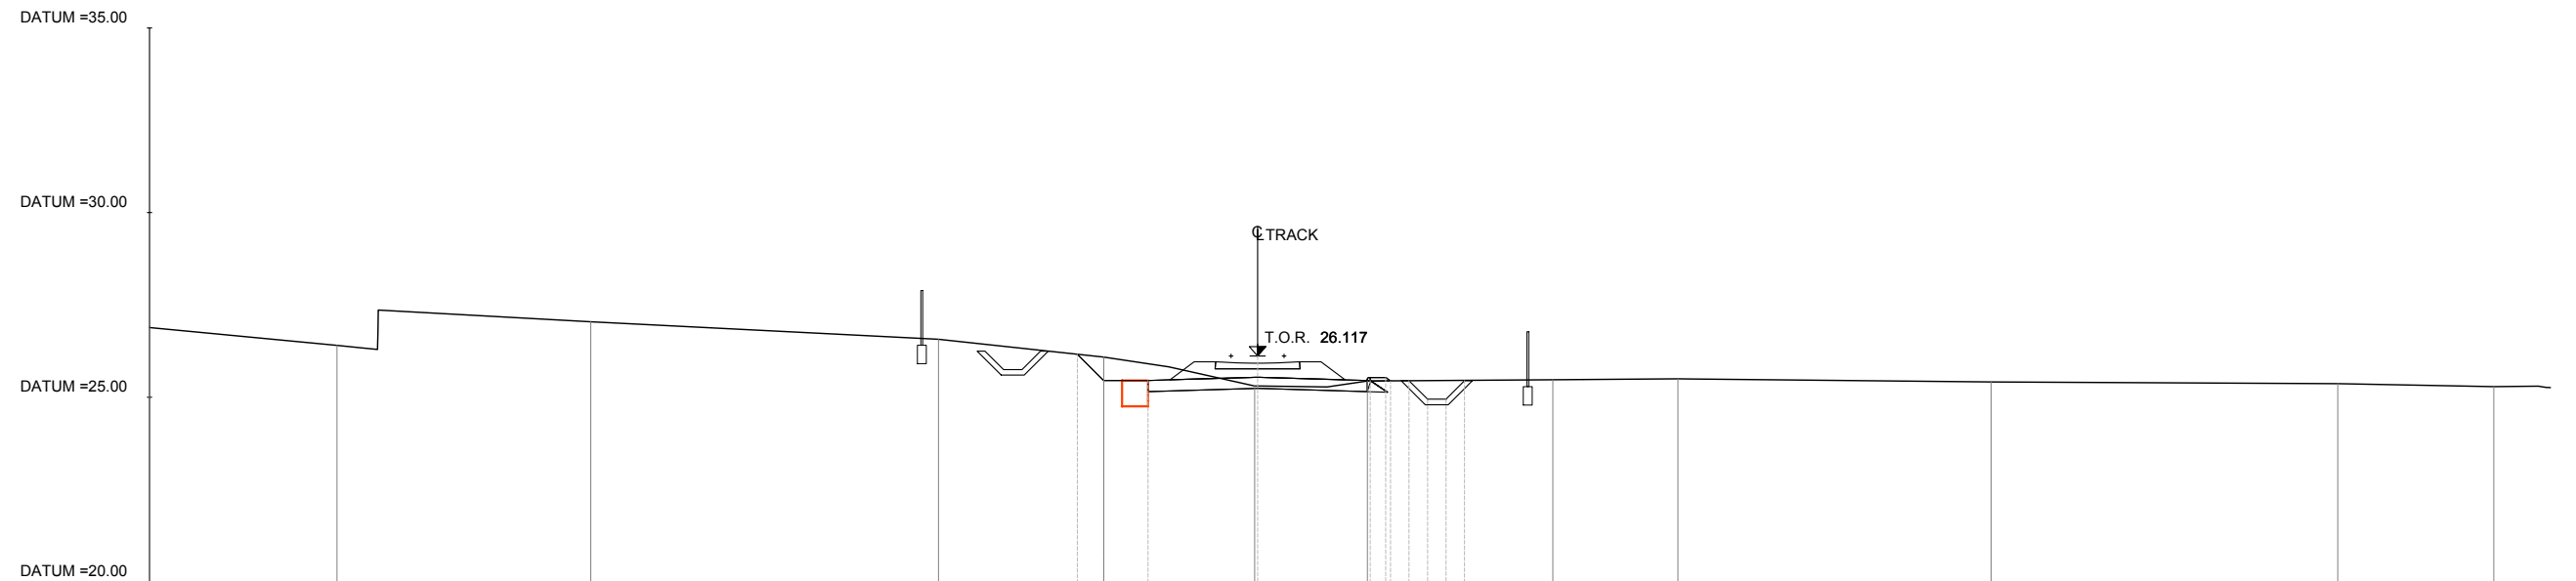 DATUM =35.00
DATUM =30.00
℄ TRACK
T.O.R. 26.117
DATUM =25.00
DATUM =20.00